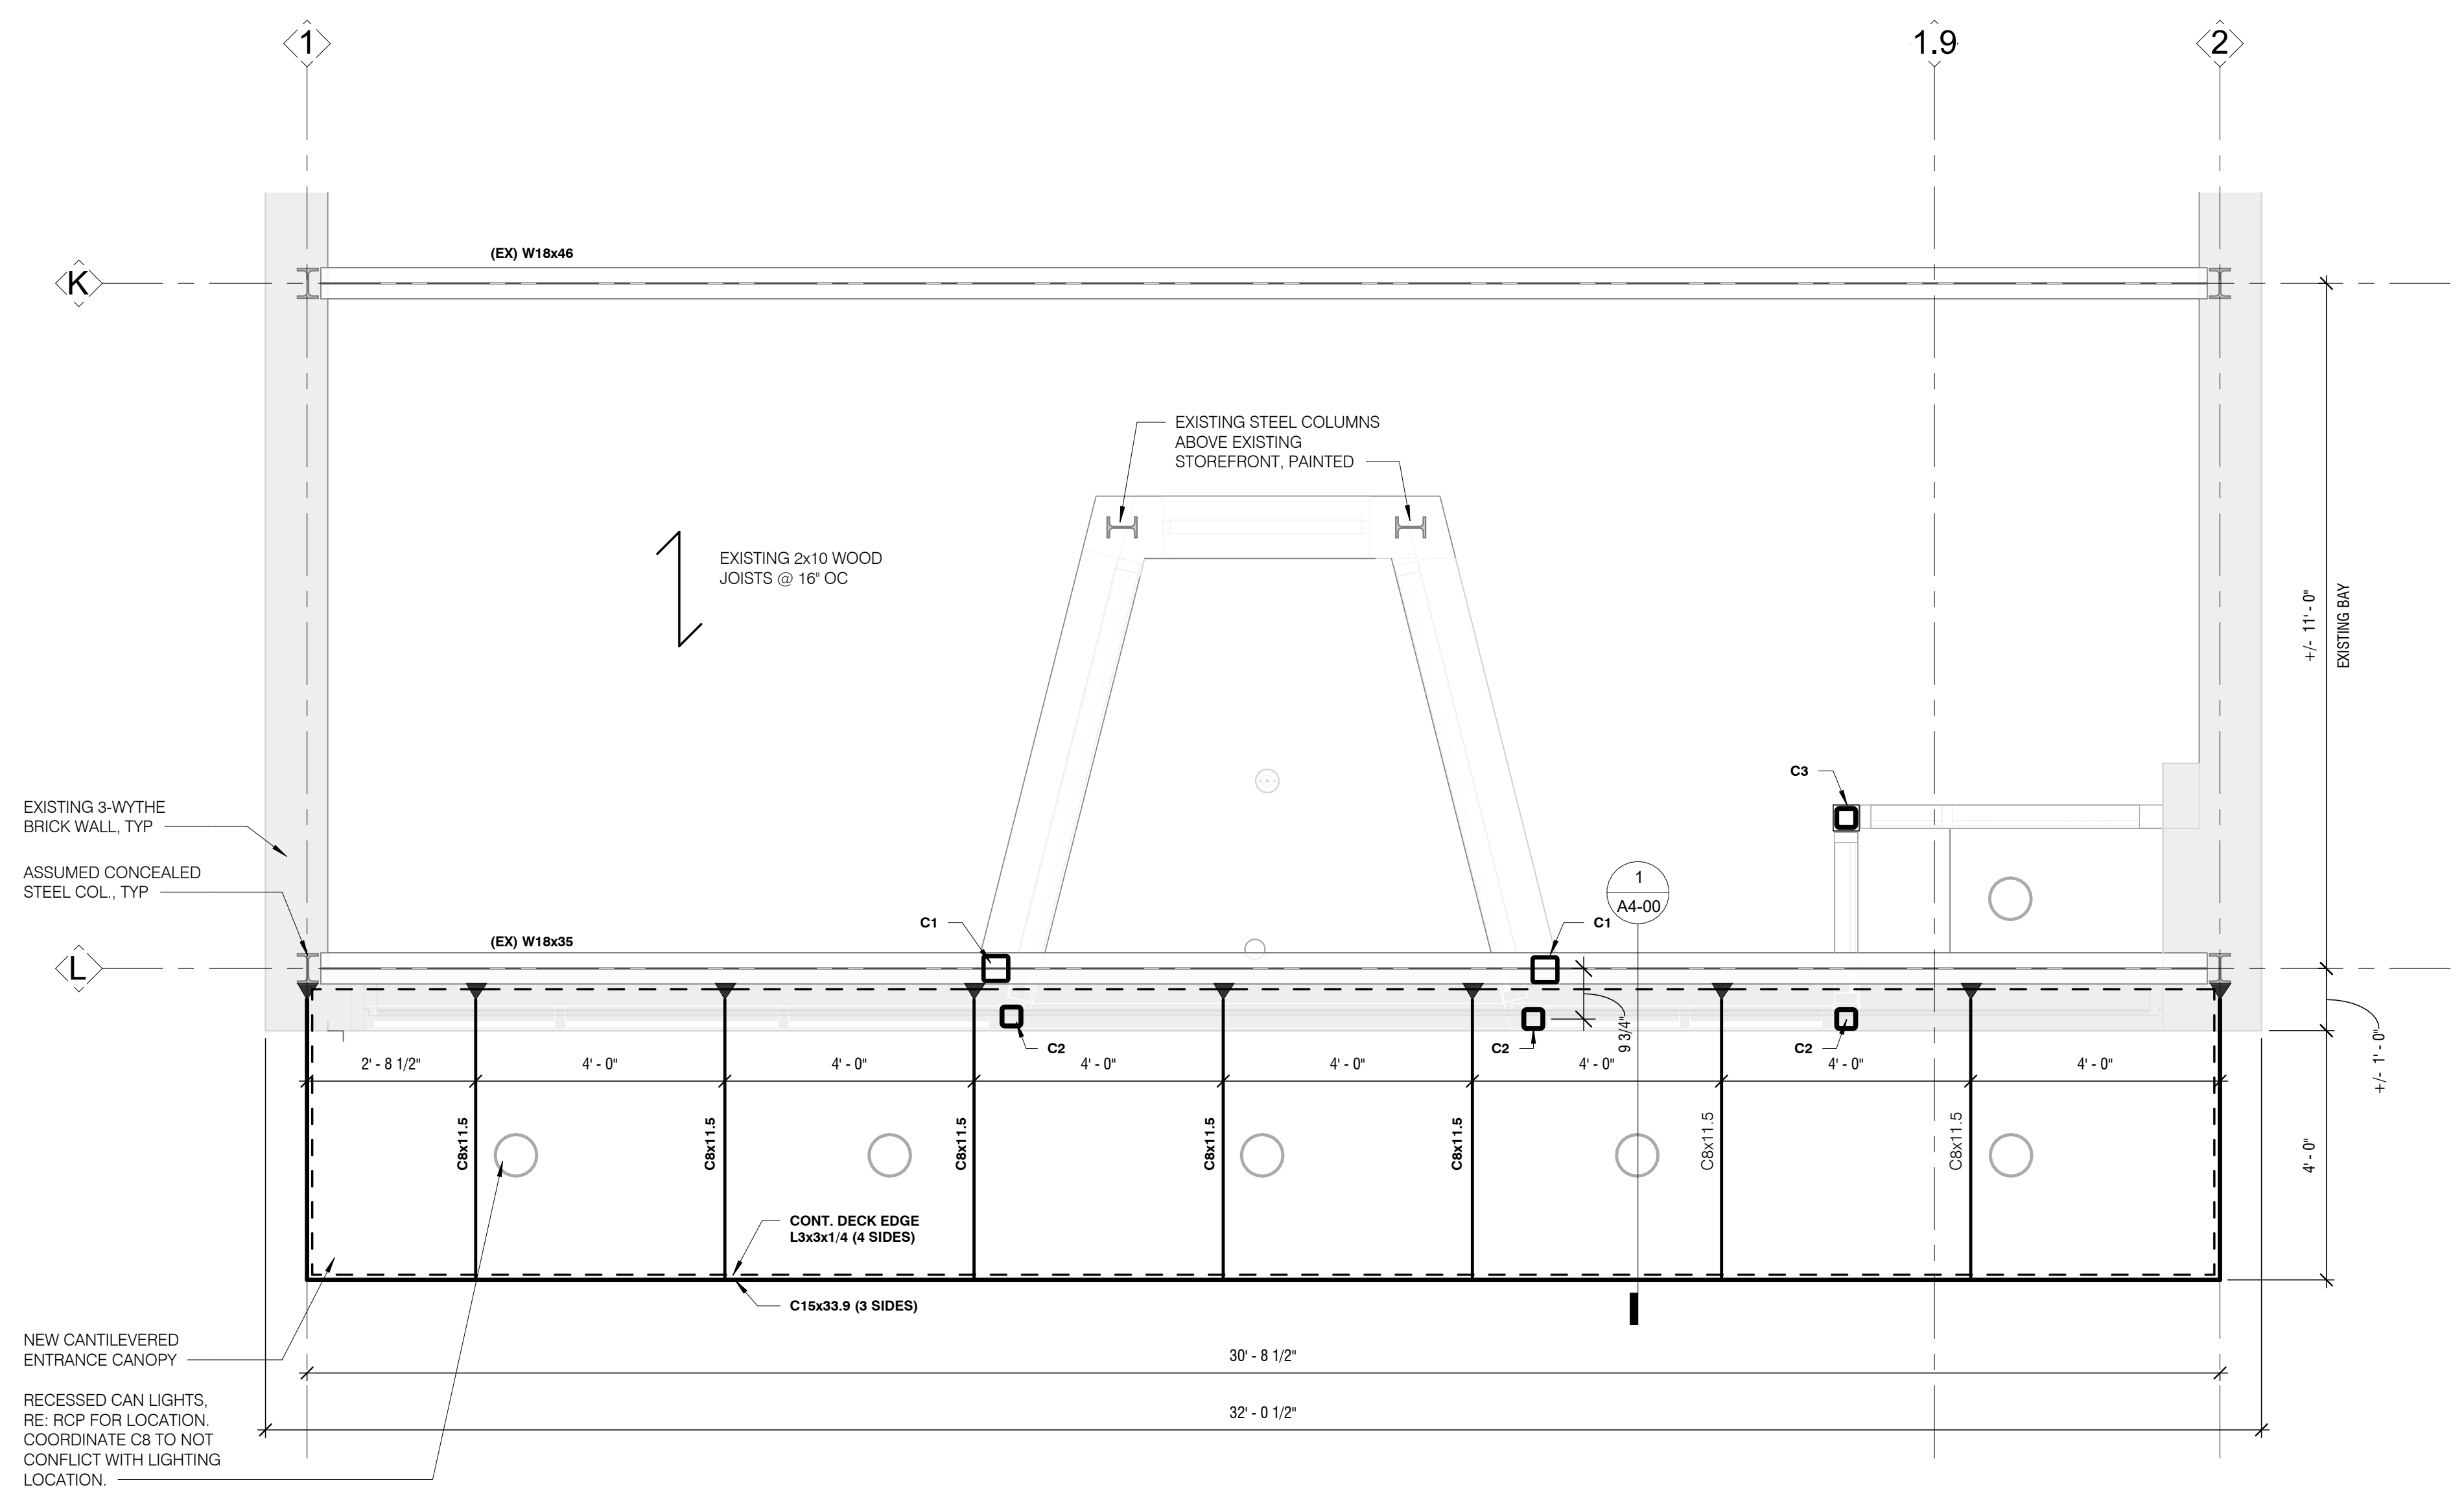 1
1.9
2
(EX) W18x46
K
EXISTING STEEL COLUMNS
ABOVE EXISTING
STOREFRONT, PAINTED
EXISTING 2x10 WOOD
JOISTS @ 16" OC
+/- 11' - 0"
EXISTING BAY
C3
EXISTING 3-WYTHE
BRICK WALL, TYP
ASSUMED CONCEALED
STEEL COL., TYP
1
A4-00
C1
C1
(EX) W18x35
L
9 3/4"
C2
C2
C2
+/- 1' - 0"
2' - 8 1/2"
4' - 0"
4' - 0"
4' - 0"
4' - 0"
4' - 0"
4' - 0"
4' - 0"
C8x11.5
C8x11.5
C8x11.5
C8x11.5
C8x11.5
C8x11.5
C8x11.5
4' - 0"
CONT. DECK EDGE
L3x3x1/4 (4 SIDES)
C15x33.9 (3 SIDES)
NEW CANTILEVERED
ENTRANCE CANOPY
30' - 8 1/2"
RECESSED CAN LIGHTS,
RE: RCP FOR LOCATION.
COORDINATE C8 TO NOT
CONFLICT WITH LIGHTING
LOCATION.
32' - 0 1/2"